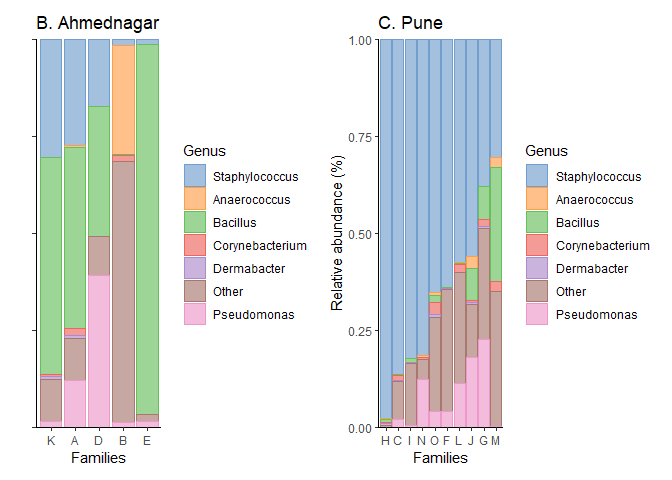 B. Ahmednagar
K A D B E
Families
Genus
Staphylococcus
Anaerococcus
Bacillus
Corynebacterium
Dermabacter
Other
Pseudomonas
C. Pune
Relative abundance (%)
1.00
0.75
0.50
0.25
0.00
H C I N O F L J G M
Families
Genus
Staphylococcus
Anaerococcus
Bacillus
Corynebacterium
Dermabacter
Other
Pseudomonas